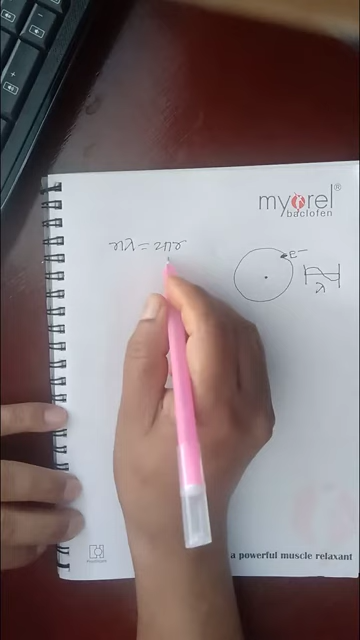 myorel®
baclofen
nλ = 2πr
E⁻
λ
a powerful muscle relaxant